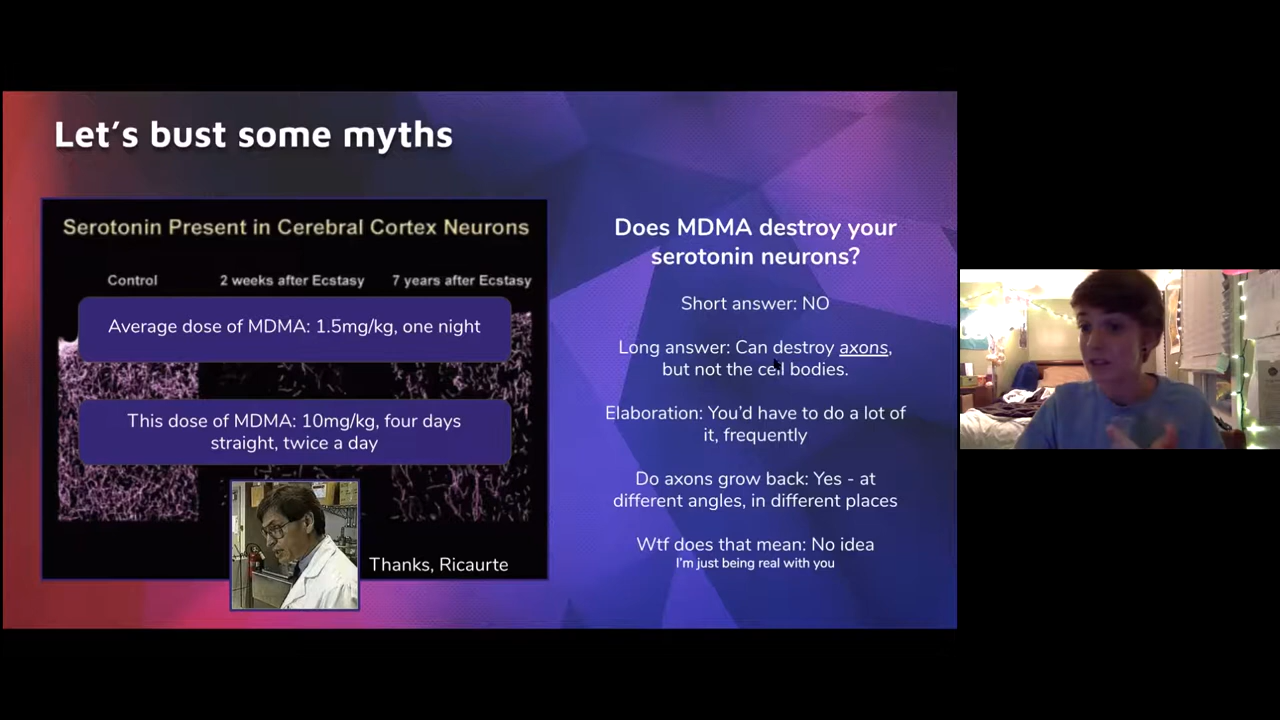 Let's bust some myths
Serotonin Present in Cerebral Cortex Neurons
Control 2 weeks after Ecstasy 7 years after Ecstasy
Average dose of MDMA: 1.5mg/kg, one night
This dose of MDMA: 10mg/kg, four days
straight, twice a day
Thanks, Ricaurte
Does MDMA destroy your
serotonin neurons?
Short answer: NO
Long answer: Can destroy axons,
but not the cell bodies.
Elaboration: You'd have to do a lot of
it, frequently
Do axons grow back: Yes - at
different angles, in different places
Wtf does that mean: No idea
I'm just being real with you